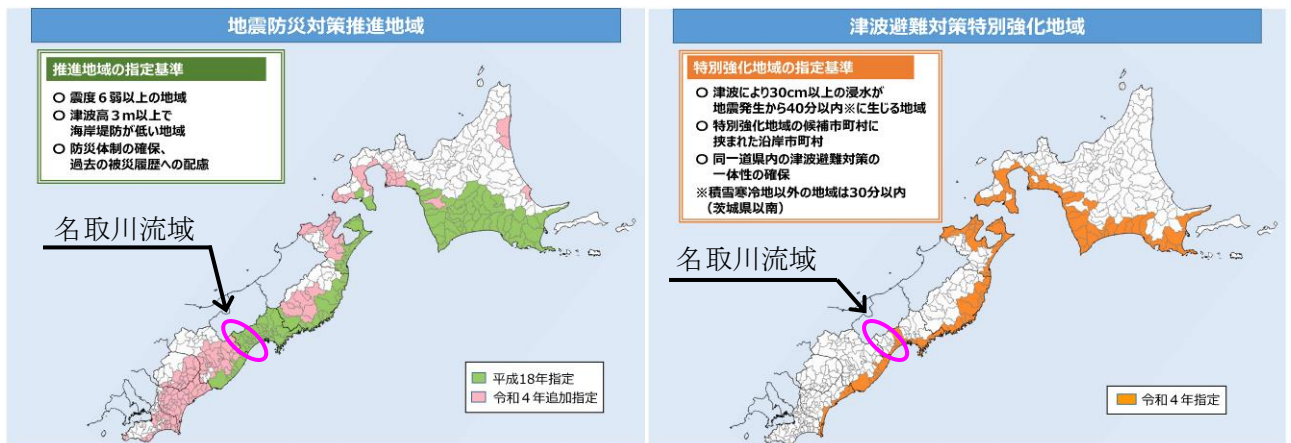 地震防災対策推進地域
推進地域の指定基準
○ 震度6弱以上の地域
○ 津波高3m以上で
海岸堤防が低い地域
○ 防災体制の確保、
過去の被災履歴への配慮
名取川流域
平成18年指定
令和4年追加指定
津波避難対策特別強化地域
特別強化地域の指定基準
○ 津波により30cm以上の浸水が
地震発生から40分以内※に生じる地域
○ 特別強化地域の候補市町村に
挟まれた沿岸市町村
○ 同一道県内の津波避難対策の
一体性の確保
※積雪寒冷地以外の地域は30分以内
（茨城県以南）
名取川流域
令和4年指定